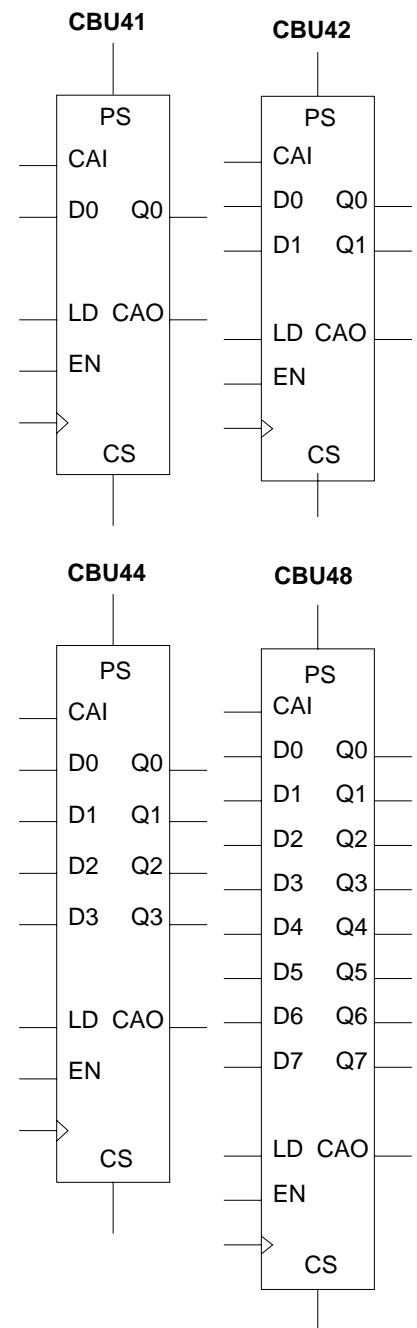 CBU41
PS
CAI
D0 Q0
LD CAO
EN
CS
CBU42
PS
CAI
D0 Q0
D1 Q1
LD CAO
EN
CS
CBU44
PS
CAI
D0 Q0
D1 Q1
D2 Q2
D3 Q3
LD CAO
EN
CS
CBU48
PS
CAI
D0 Q0
D1 Q1
D2 Q2
D3 Q3
D4 Q4
D5 Q5
D6 Q6
D7 Q7
LD CAO
EN
CS